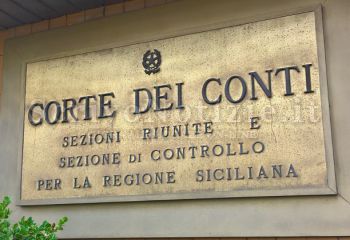 CORTE DEI CONTI
SEZIONI RIUNITE E
SEZIONE DI CONTROLLO
PER LA REGIONE SICILIANA